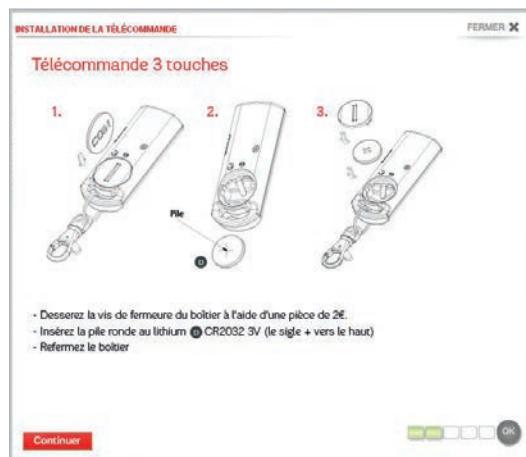 INSTALLATION DE LA TÉLÉCOMMANDE
FERMER
Télécommande 3 touches
1.
2.
3.
Pile
D
- Desserez la vis de fermeure du boîtier à l'aide d'une pièce de 2€.
- Insérez la pile ronde au lithium D CR2032 3V (le sigle + vers le haut)
- Refermez le boîtier
Continuer
OK